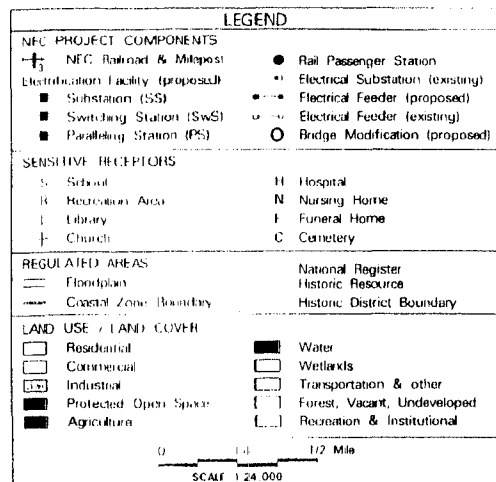 LEGEND
NEC PROJECT COMPONENTS
3 NEC Railroad & Milepost
Electrification Facility (proposed)
Substation (SS)
Switching Station (SwS)
Paralleling Station (PS)
Rail Passenger Station
Electrical Substation (existing)
Electrical Feeder (proposed)
Electrical Feeder (existing)
Bridge Modification (proposed)
SENSITIVE RECEPTORS
S School
R Recreation Area
L Library
Church
H Hospital
N Nursing Home
F Funeral Home
C Cemetery
REGULATED AREAS
Floodplain
Coastal Zone Boundary
National Register
Historic Resource
Historic District Boundary
LAND USE / LAND COVER
Residential
Commercial
Industrial
Protected Open Space
Agriculture
Water
Wetlands
Transportation & other
Forest, Vacant, Undeveloped
Recreation & Institutional
0 1/4 1/2 Mile
SCALE 1:24,000